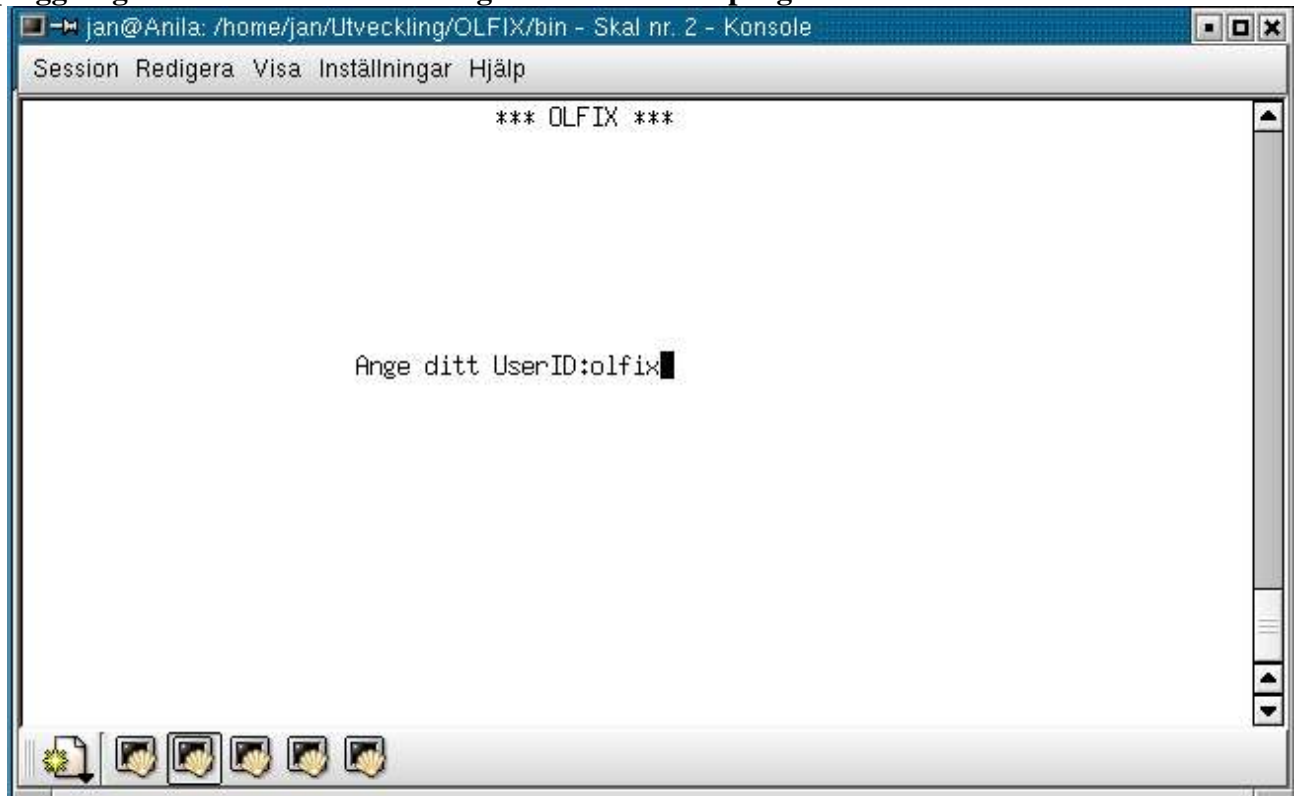 jan@Anila: /home/jan/Utveckling/OLFIX/bin - Skal nr. 2 - Konsole
Session Redigera Visa Inställningar Hjälp
*** OLFIX ***
Ange ditt UserID:olfix